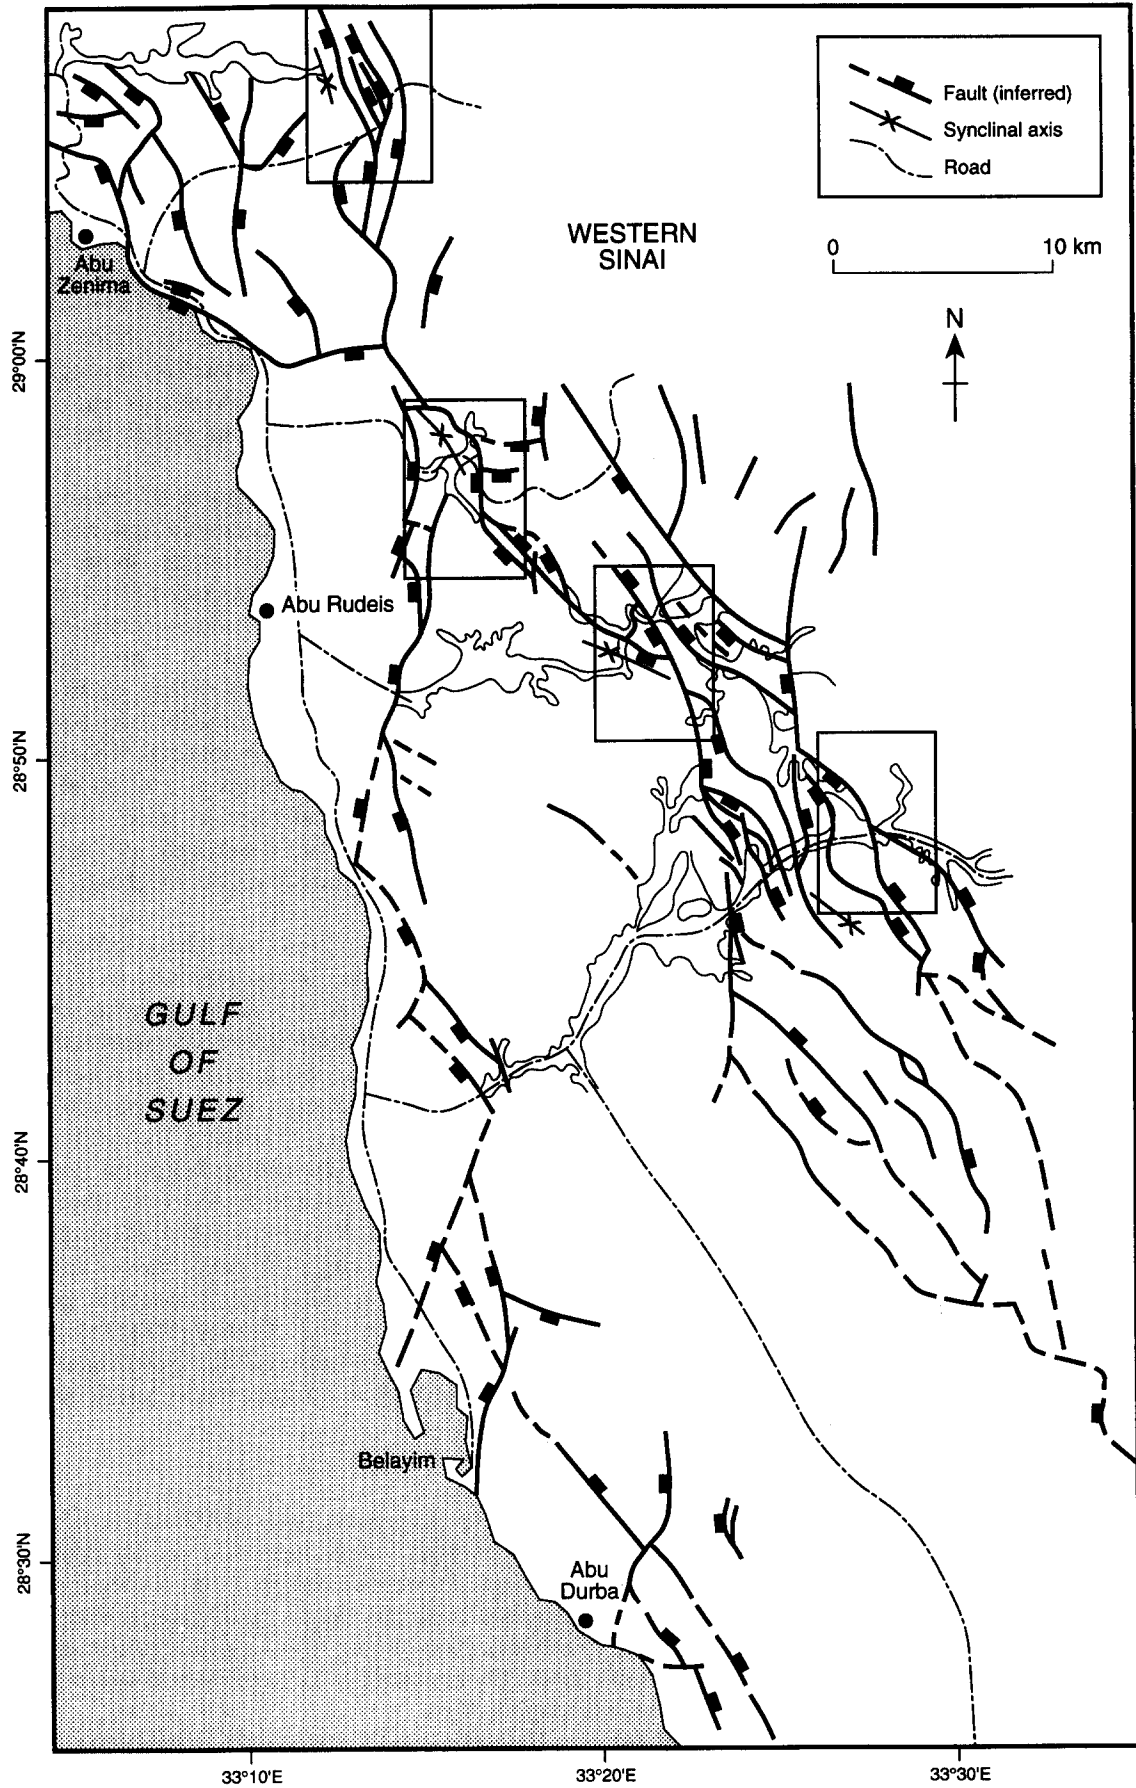 Fault (inferred)
Synclinal axis
Road
WESTERN
SINAI
0 10 km
N
Abu
Zenima
29°00'N
Abu Rudeis
28°50'N
GULF
OF
SUEZ
28°40'N
Belayim
28°30'N
Abu
Durba
33°10'E
33°20'E
33°30'E